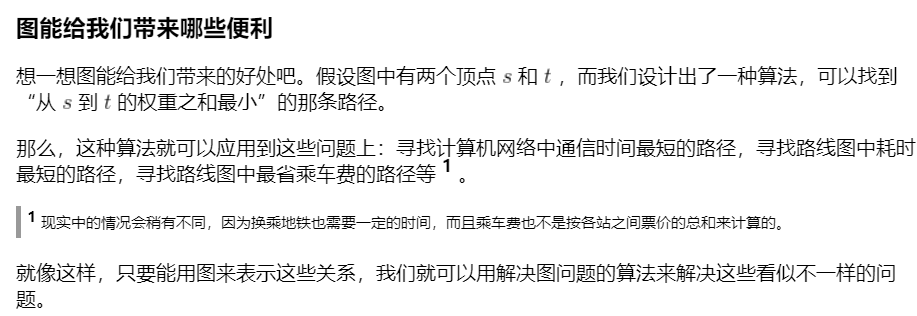 图能给我们带来哪些便利
想一想图能给我们带来的好处吧。假设图中有两个顶点 s 和 t ，而我们设计出了一种算法，可以找到
“从 s 到 t 的权重之和最小”的那条路径。
那么，这种算法就可以应用到这些问题上：寻找计算机网络中通信时间最短的路径，寻找路线图中耗时
最短的路径，寻找路线图中最省乘车费的路径等 1 。
1 现实中的情况会稍有不同，因为换乘地铁也需要一定的时间，而且乘车费也不是按各站之间票价的总和来计算的。
就像这样，只要能用图来表示这些关系，我们就可以用解决图问题的算法来解决这些看似不一样的问
题。